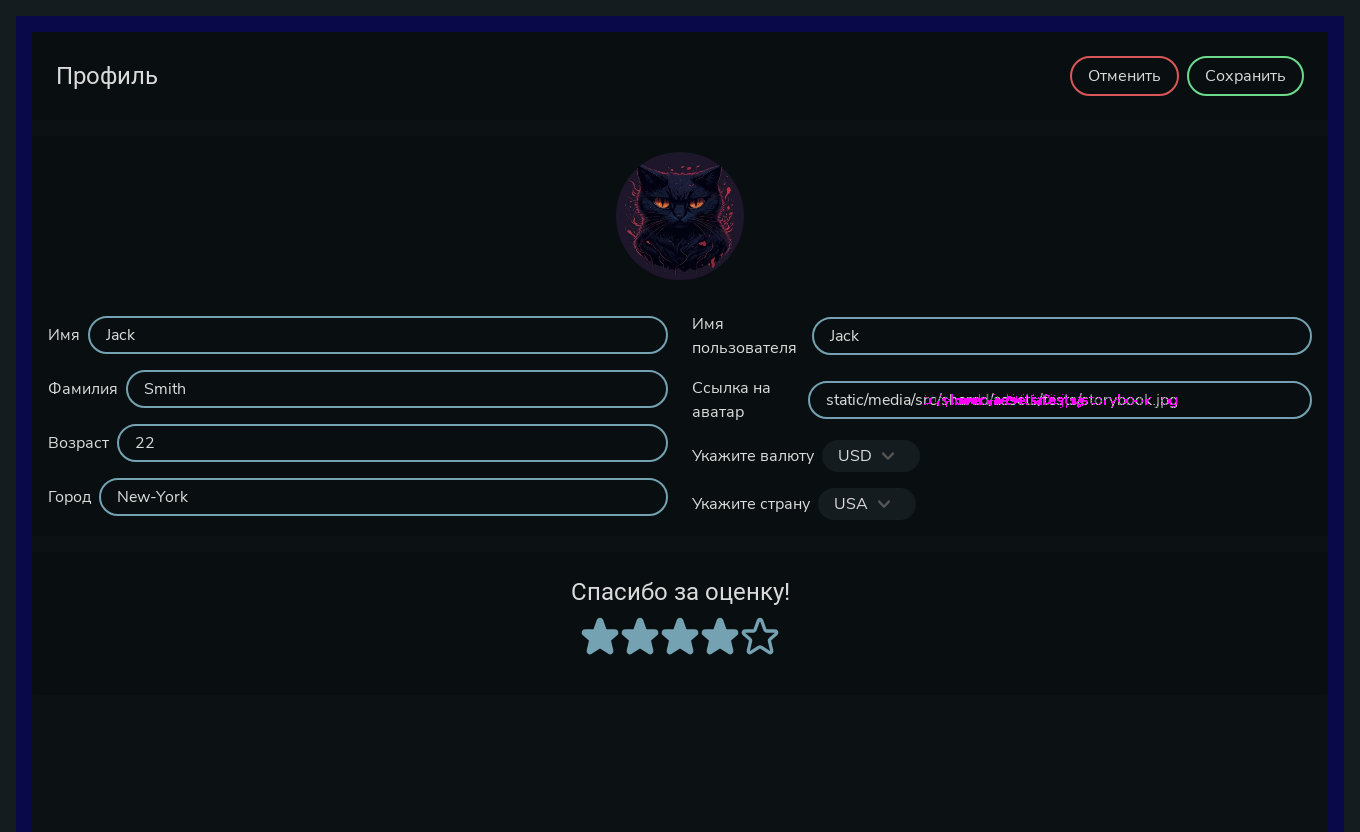 Профиль
Отменить
Сохранить
Имя
Jack
Фамилия
Smith
Возраст
22
Город
New-York
Имя
пользователя
Jack
Ссылка на
аватар
static/media/src/shared/assets/tests/storybook.jpg
Укажите валюту
USD
Укажите страну
USA
Спасибо за оценку!